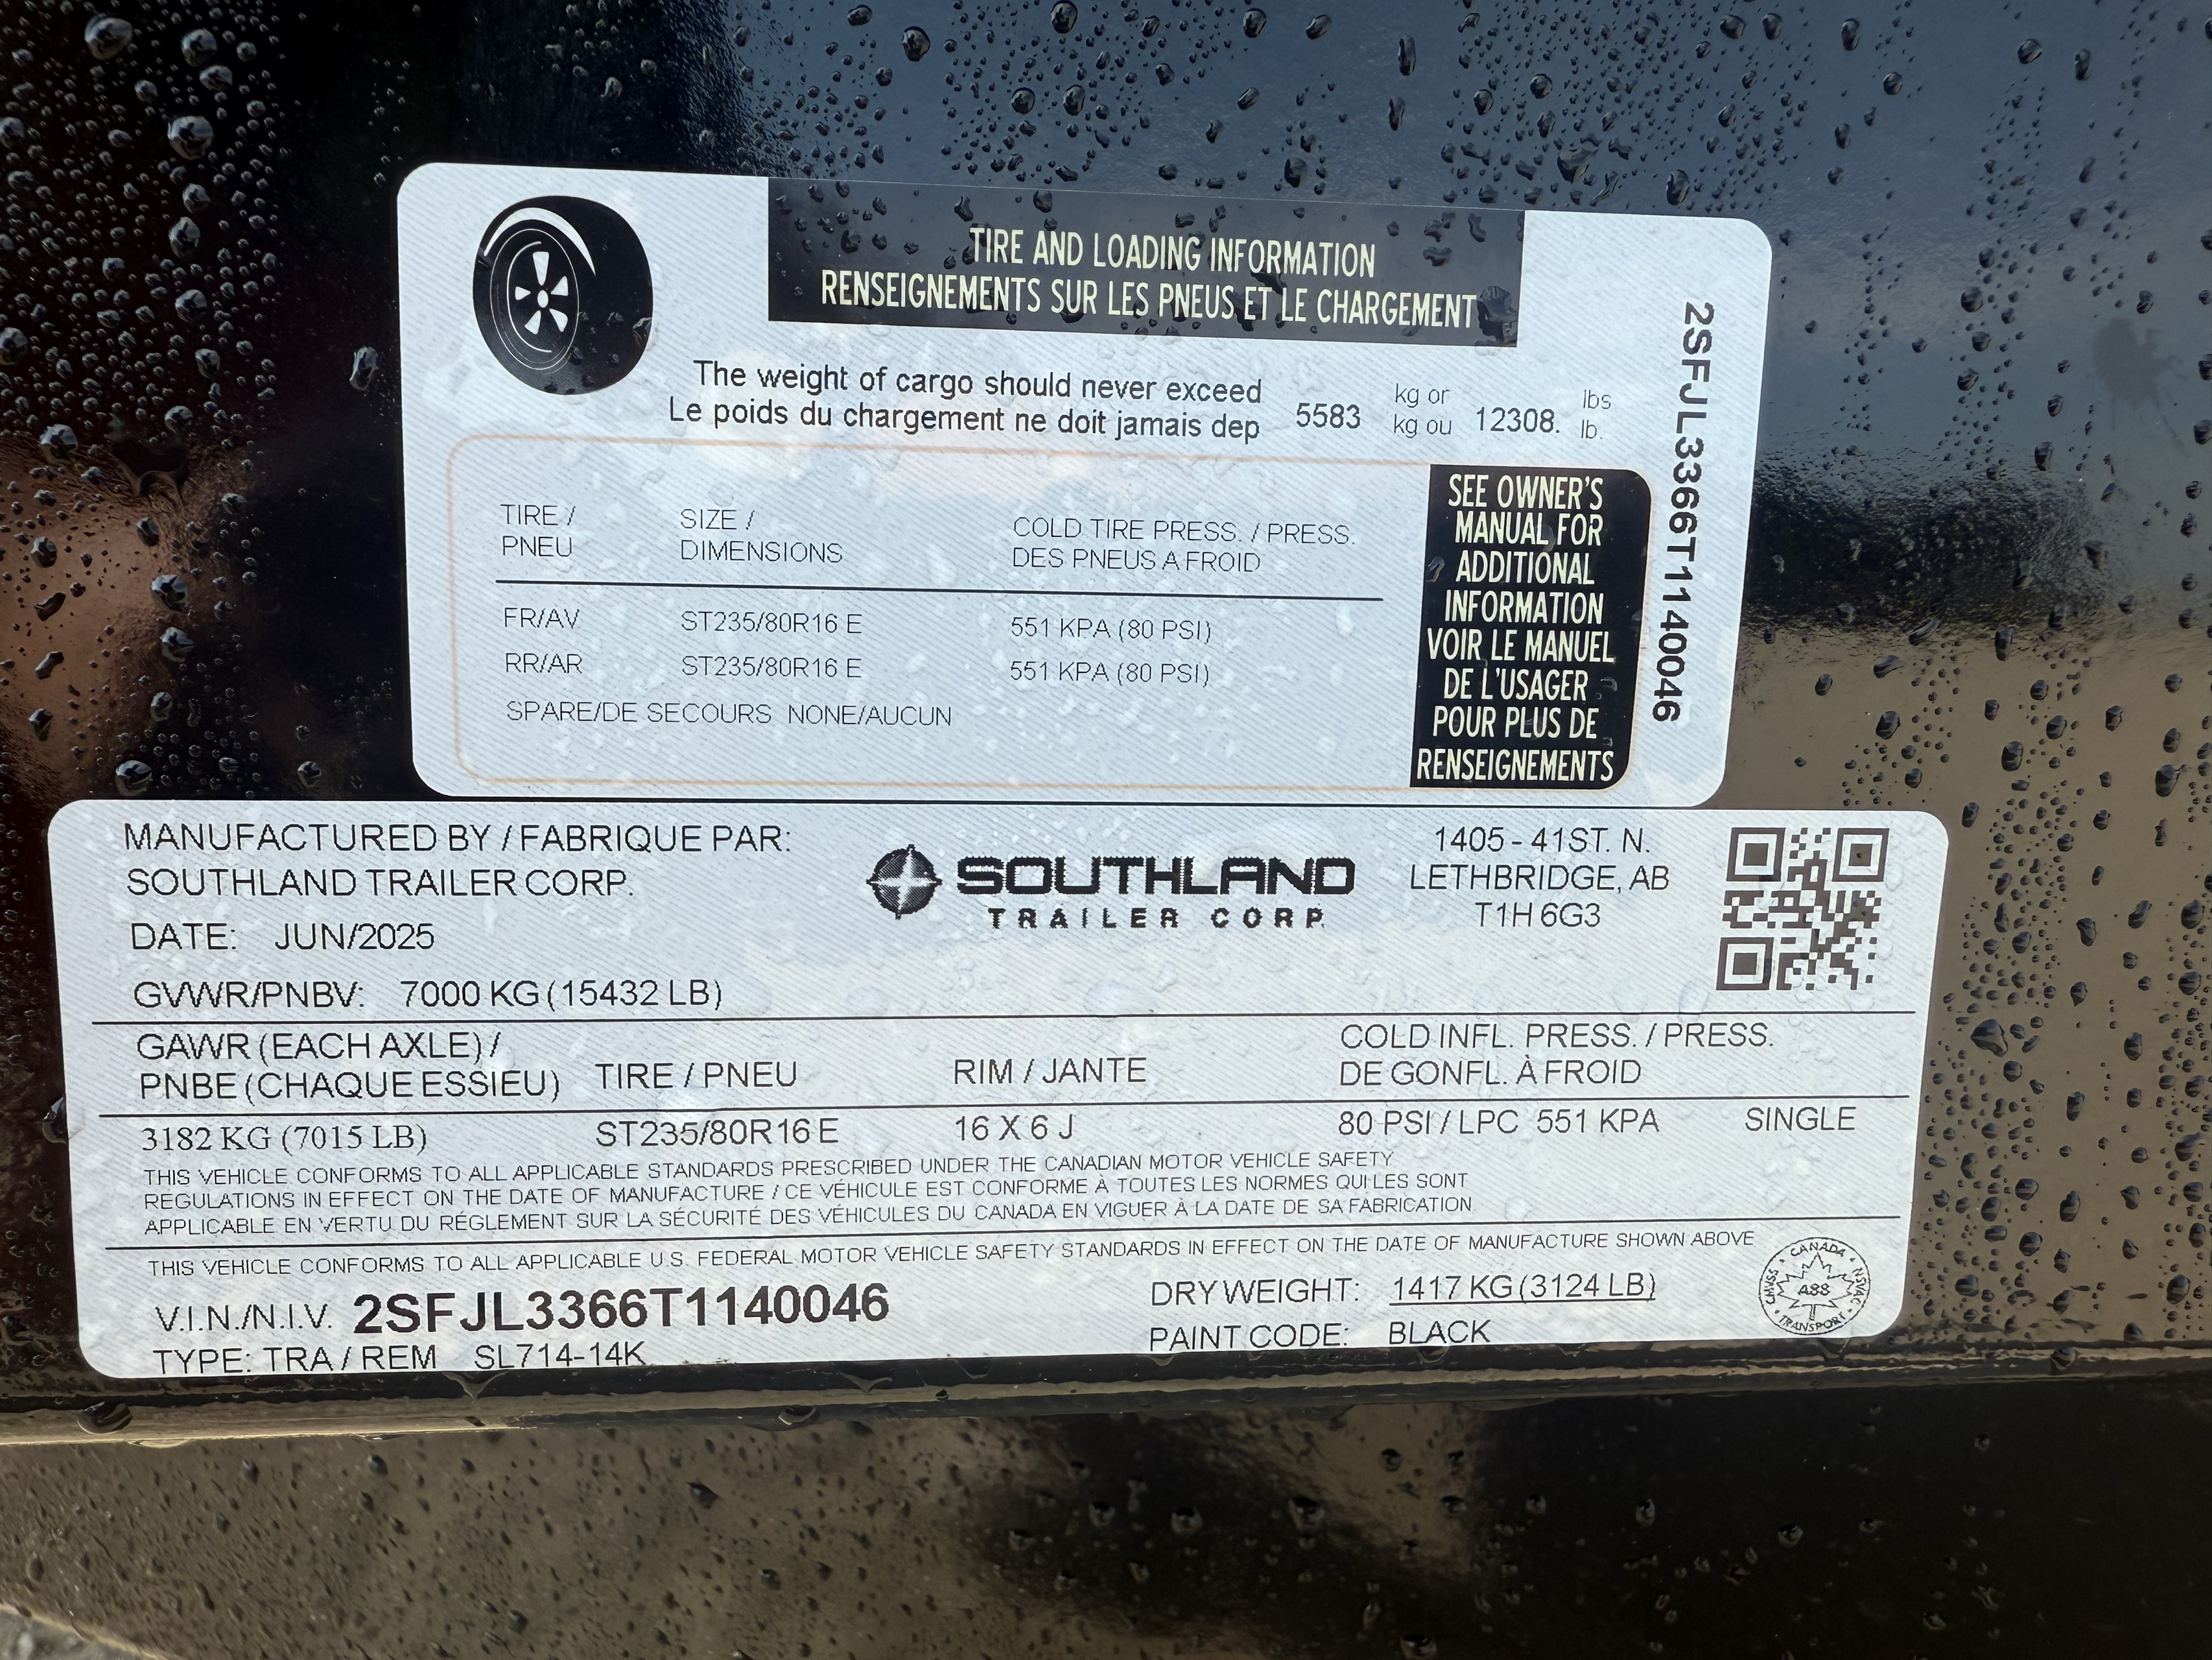 TIRE AND LOADING INFORMATION
RENSEIGNEMENTS SUR LES PNEUS ET LE CHARGEMENT
The weight of cargo should never exceed
Le poids du chargement ne doit jamais dep
5583 kg or kg ou 12308. lbs lb.
TIRE / PNEU SIZE / DIMENSIONS COLD TIRE PRESS. / PRESS. DES PNEUS A FROID
FR/AV ST235/80R16 E 551 KPA (80 PSI)
RR/AR ST235/80R16 E 551 KPA (80 PSI)
SPARE/DE SECOURS NONE/AUCUN
SEE OWNER'S
MANUAL FOR
ADDITIONAL
INFORMATION
VOIR LE MANUEL
DE L'USAGER
POUR PLUS DE
RENSEIGNEMENTS
2SFJL3366T1140046
MANUFACTURED BY / FABRIQUE PAR:
SOUTHLAND TRAILER CORP.
DATE: JUN/2025
GVWR/PNBV: 7000 KG (15432 LB)
SOUTHLAND
TRAILER CORP.
1405 - 41ST. N.
LETHBRIDGE, AB
T1H 6G3
GAWR (EACH AXLE) /
PNBE (CHAQUE ESSIEU)
TIRE / PNEU
RIM / JANTE
COLD INFL. PRESS. / PRESS.
DE GONFL. À FROID
3182 KG (7015 LB) ST235/80R16 E 16 X 6 J 80 PSI / LPC 551 KPA SINGLE
THIS VEHICLE CONFORMS TO ALL APPLICABLE STANDARDS PRESCRIBED UNDER THE CANADIAN MOTOR VEHICLE SAFETY
REGULATIONS IN EFFECT ON THE DATE OF MANUFACTURE / CE VÉHICULE EST CONFORME À TOUTES LES NORMES QUI LES SONT
APPLICABLE EN VERTU DU RÉGLEMENT SUR LA SÉCURITÉ DES VÉHICULES DU CANADA EN VIGUER À LA DATE DE SA FABRICATION
THIS VEHICLE CONFORMS TO ALL APPLICABLE U.S. FEDERAL MOTOR VEHICLE SAFETY STANDARDS IN EFFECT ON THE DATE OF MANUFACTURE SHOWN ABOVE
V.I.N./N.I.V. 2SFJL3366T1140046
TYPE: TRA / REM SL714-14K
DRY WEIGHT: 1417 KG (3124 LB)
PAINT CODE: BLACK
CANADA
CMVSS
NSVAC
A88
TRANSPORT